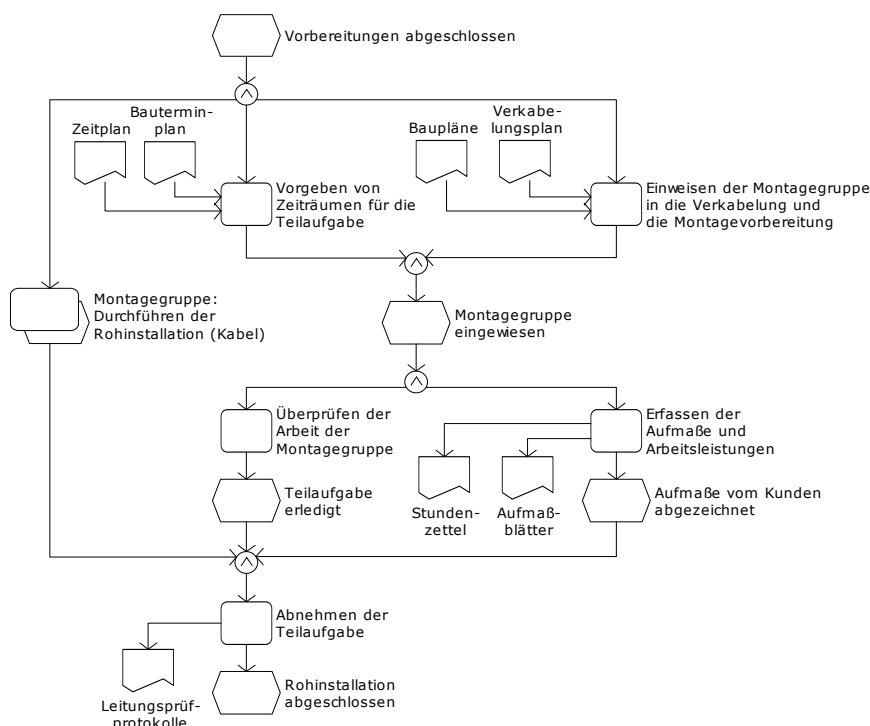 Vorbereitungen abgeschlossen
Zeitplan
Bautermin-
plan
Baupläne
Verkabe-
lungsplan
Vorgeben von
Zeiträumen für die
Teilaufgabe
Einweisen der Montagegruppe
in die Verkabelung und
die Montagevorbereitung
Montagegruppe:
Durchführen der
Rohinstallation (Kabel)
Montagegruppe
eingewiesen
Überprüfen der
Arbeit der
Montagegruppe
Erfassen der
Aufmaße und
Arbeitsleistungen
Teilaufgabe
erledigt
Stunden-
zettel
Aufmaß-
blätter
Aufmaße vom Kunden
abgezeichnet
Abnehmen der
Teilaufgabe
Leitungsprüf-
protokolle
Rohinstallation
abgeschlossen